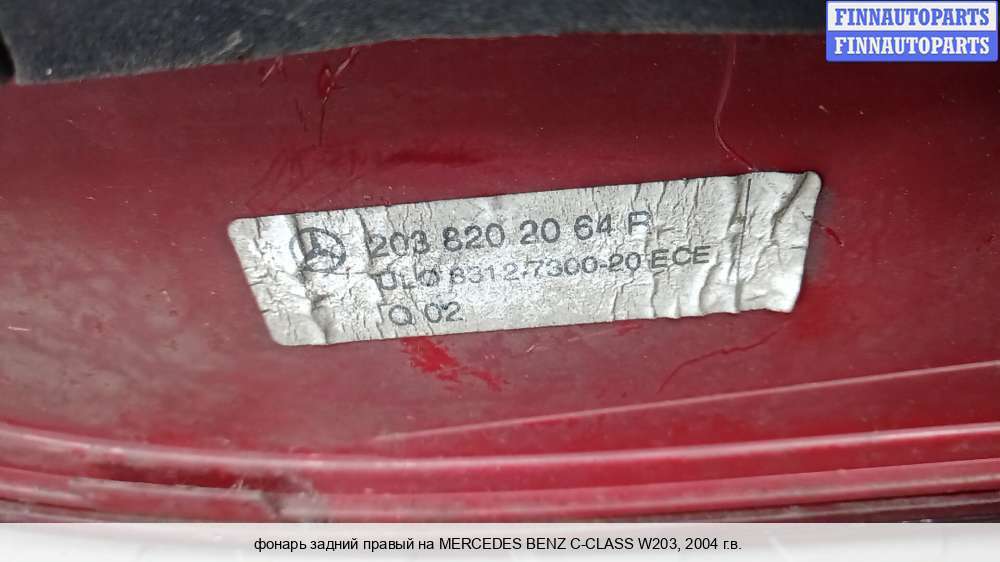 FINNAUTOPARTS
FINNAUTOPARTS
203 820 20 64 R
ULO 8312/7300-20 ECE
Q 02
фонарь задний правый на MERCEDES BENZ C-CLASS W203, 2004 г.в.